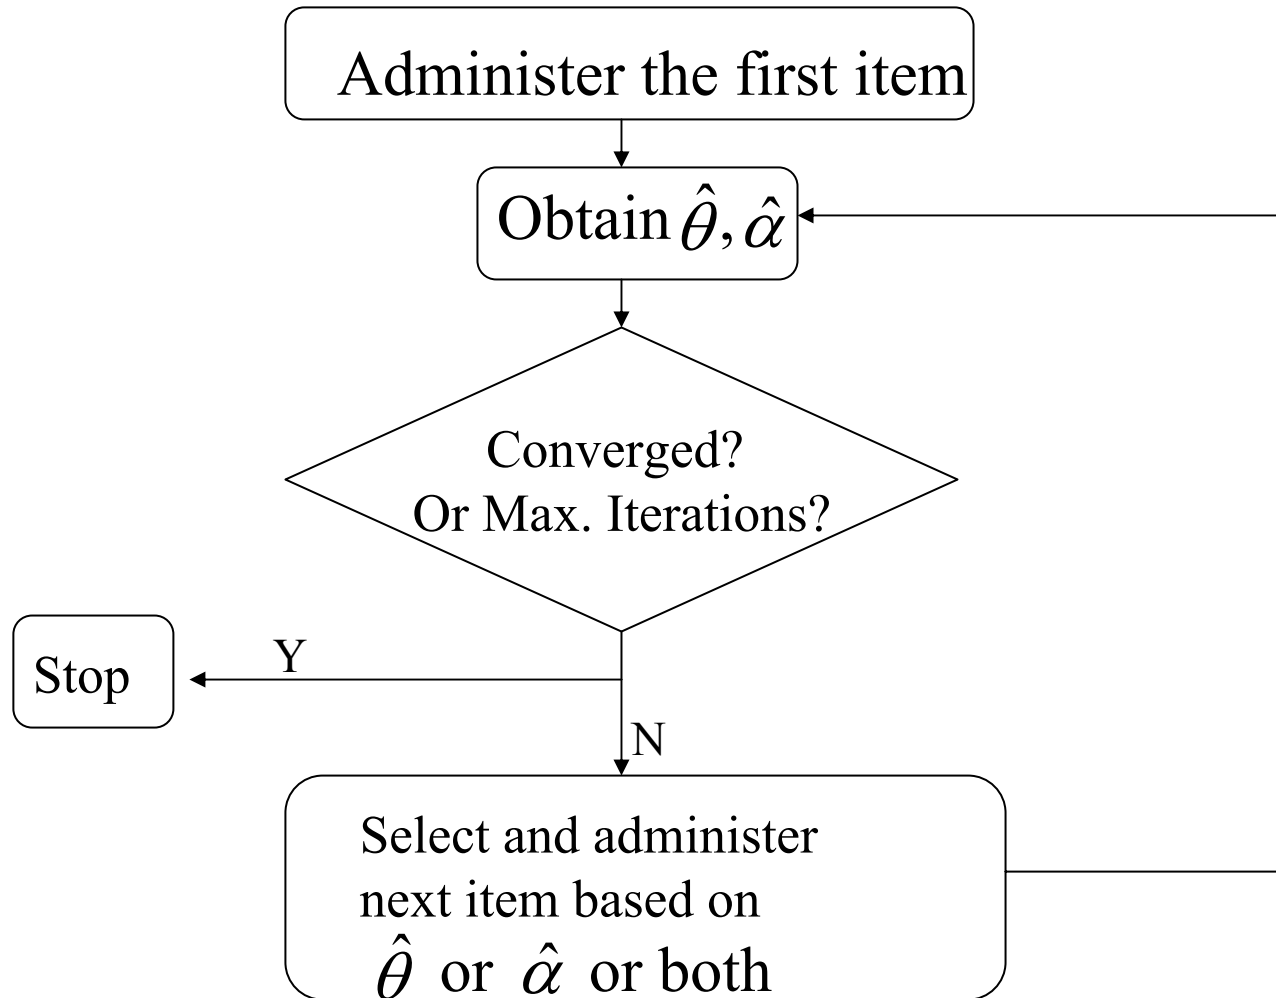 Administer the first item
Obtain θ̂, α̂
Converged?
Or Max. Iterations?
Y
Stop
N
Select and administer
next item based on
θ̂ or α̂ or both